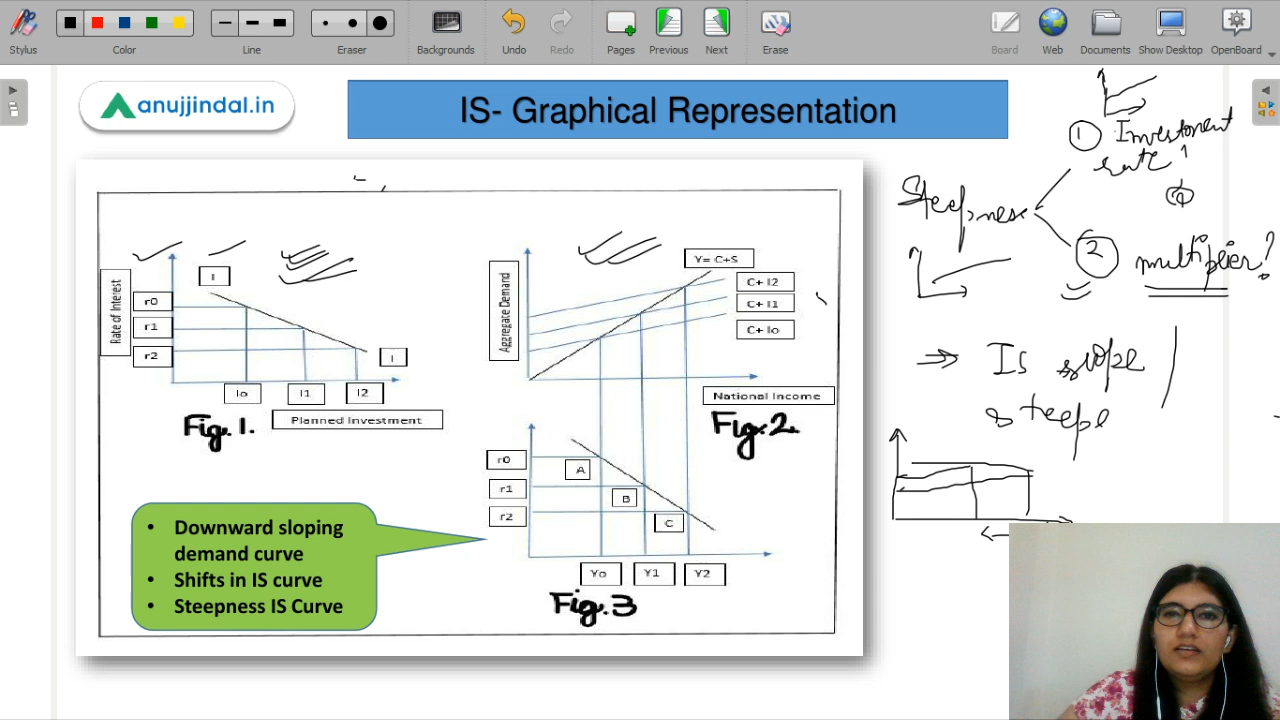 Stylus
Color
Line
Eraser
Backgrounds
Undo
Redo
Pages
Previous
Next
Erase
Board
Web
Documents
Show Desktop
OpenBoard
anujjindal.in
IS- Graphical Representation
Rate of Interest
r0
r1
r2
I
I
Io
I1
I2
Planned Investment
Fig. 1.
Aggregate Demand
Y= C+S
C+ I2
C+ I1
C+ Io
National Income
Fig.2.
r0
r1
r2
A
B
C
Yo
Y1
Y2
Fig. 3
• Downward sloping
demand curve
• Shifts in IS curve
• Steepness IS Curve
Steepness
1 Investment
rate ?
2 multiplier?
Is slope
steepe